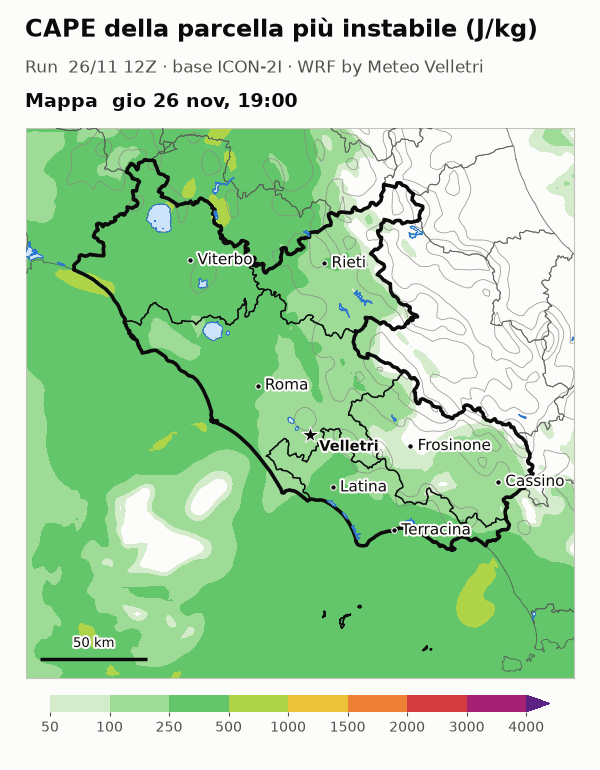 CAPE della parcella più instabile (J/kg)
Run  26/11 12Z · base ICON-2I · WRF by Meteo Velletri
Mappa  gio 26 nov, 19:00
Viterbo
Rieti
Roma
Velletri
Frosinone
Cassino
Latina
Terracina
50 km
50 100 250 500 1000 1500 2000 3000 4000